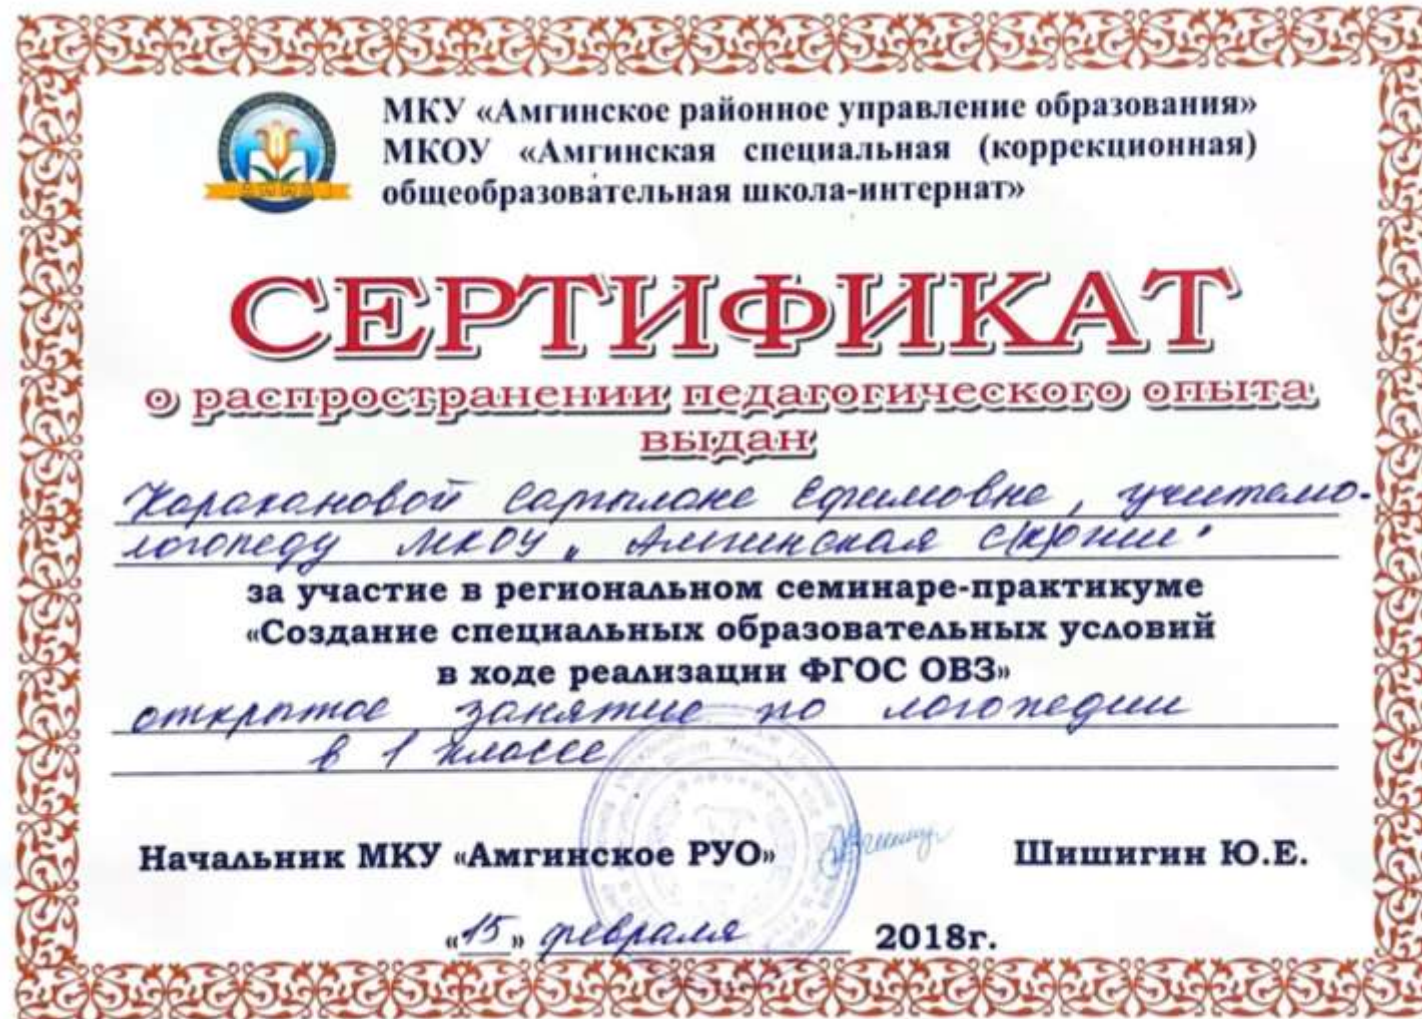 МКУ «Амгинское районное управление образования»
МКОУ «Амгинская специальная (коррекционная)
общеобразовательная школа-интернат»
СЕРТИФИКАТ
о распространении педагогического опыта
выдан
Харахановой Сарылане Ефимовне, учителю-
логопеду МКОУ „Амгинская с(к)ошИ"
за участие в региональном семинаре-практикуме
«Создание специальных образовательных условий
в ходе реализации ФГОС ОВЗ»
открытое занятие по логопедии
в 1 классе
Начальник МКУ «Амгинское РУО» Шишигин Ю.Е.
«15» февраля 2018г.